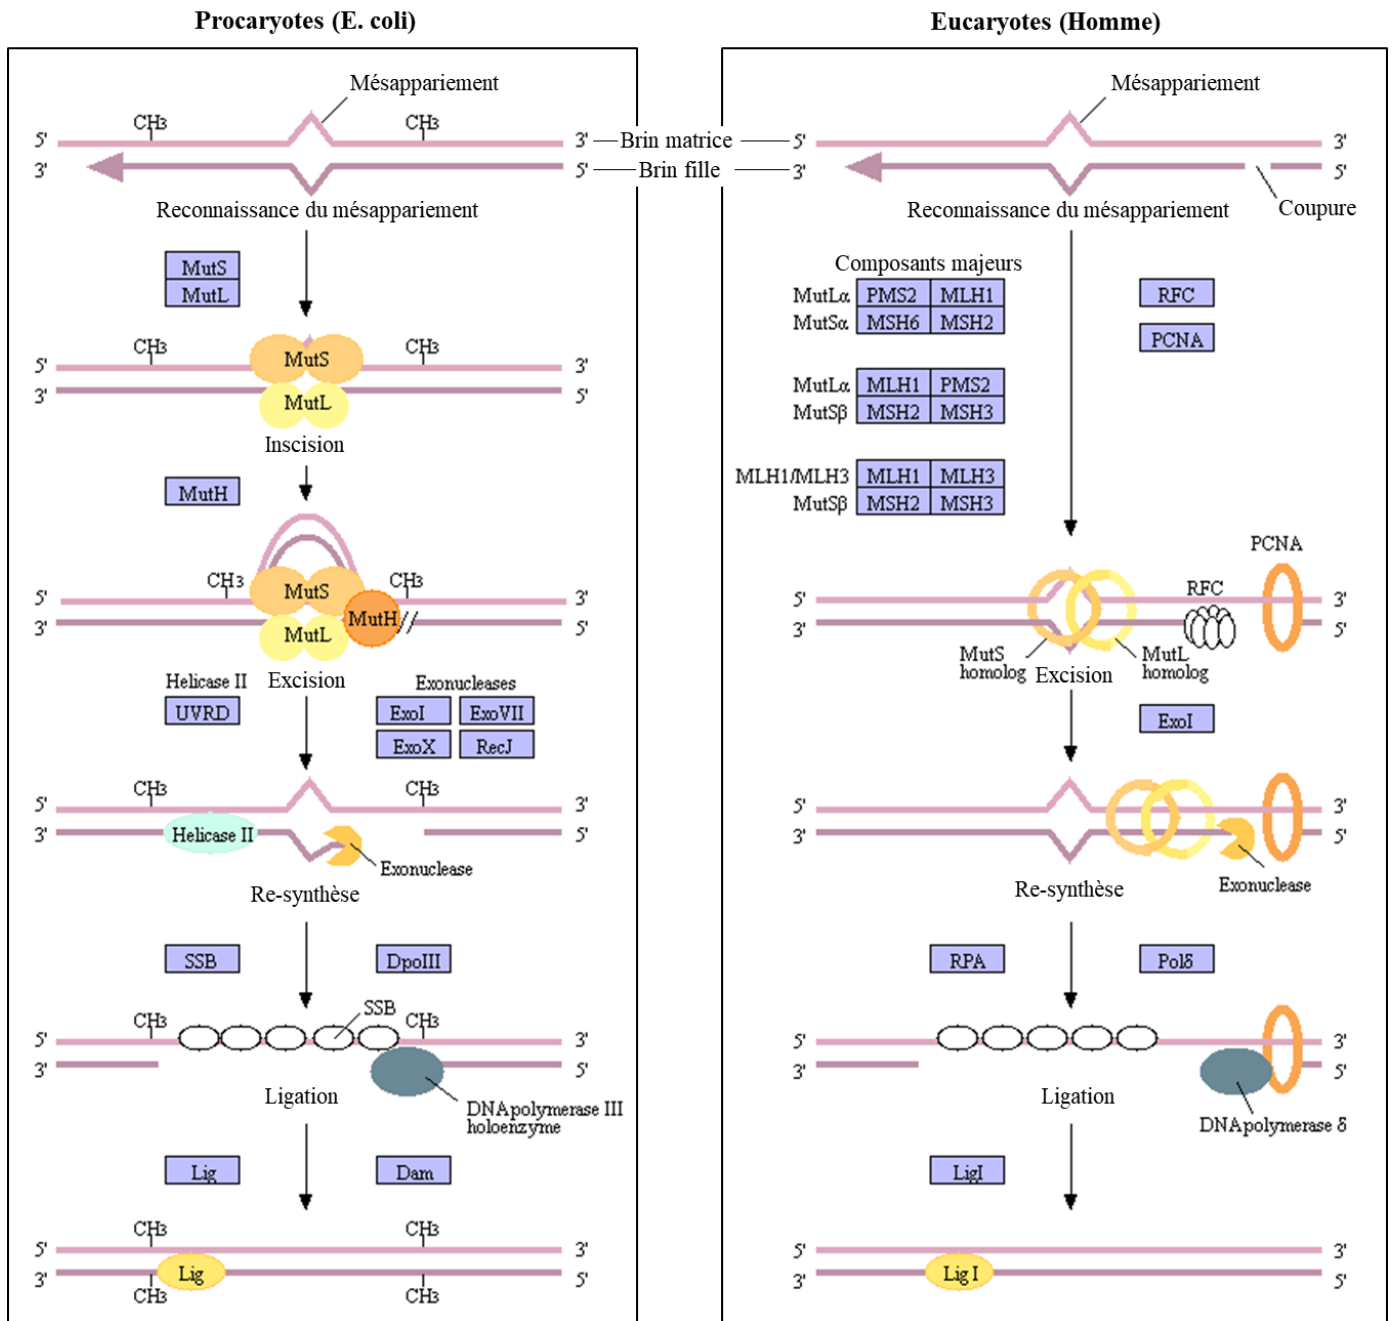 Procaryotes (E. coli)
Mésappariement
CH3
CH3
5'
3'
3'
5'
Reconnaissance du mésappariement
MutS
MutL
CH3
CH3
5'
MutS
3'
3'
MutL
5'
Inscision
MutH
CH3
CH3
5'
MutS
3'
3'
MutL
MutH
5'
Helicase II
Excision
Exonucleases
UVRD
ExoI
ExoVII
ExoX
RecJ
CH3
CH3
5'
3'
3'
Helicase II
5'
Exonuclease
Re-synthèse
SSB
DpoIII
SSB
CH3
CH3
5'
3'
3'
5'
Ligation
DNA polymerase III
holoenzyme
Lig
Dam
CH3
CH3
5'
3'
3'
Lig
5'
CH3
CH3
Brin matrice
Brin fille
Eucaryotes (Homme)
Mésappariement
5'
3'
3'
5'
Reconnaissance du mésappariement
Coupure
Composants majeurs
MutLα PMS2 MLH1
MutSα MSH6 MSH2
RFC
PCNA
MutLα MLH1 PMS2
MutSβ MSH2 MSH3
MLH1/MLH3 MLH1 MLH3
MutSβ MSH2 MSH3
PCNA
RFC
5'
3'
3'
5'
MutS
homolog
MutL
homolog
Excision
ExoI
5'
3'
3'
5'
Exonuclease
Re-synthèse
RPA
Polδ
5'
3'
3'
5'
Ligation
DNA polymerase δ
LigI
5'
3'
3'
Lig I
5'